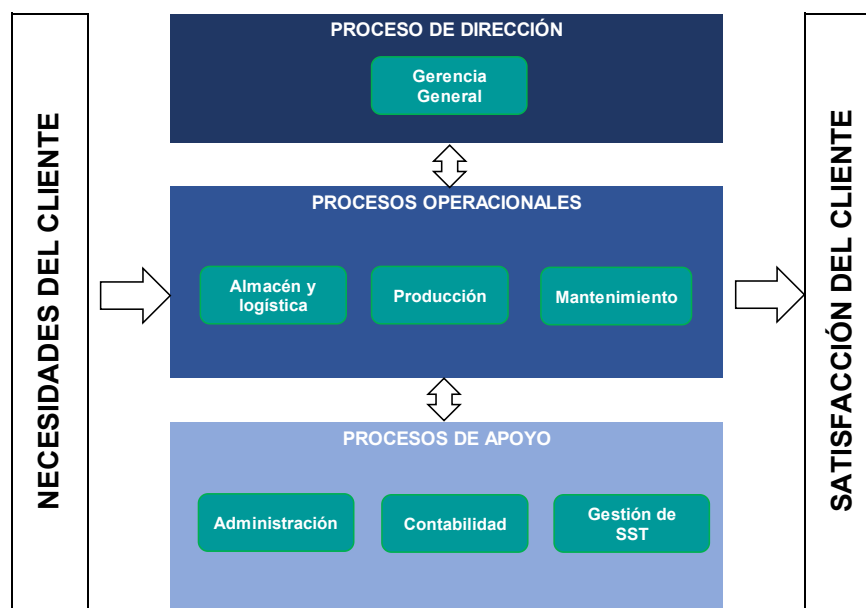 NECESIDADES DEL CLIENTE
PROCESO DE DIRECCIÓN
Gerencia
General
PROCESOS OPERACIONALES
Almacén y
logística
Producción
Mantenimiento
PROCESOS DE APOYO
Administración
Contabilidad
Gestión de
SST
SATISFACCIÓN DEL CLIENTE